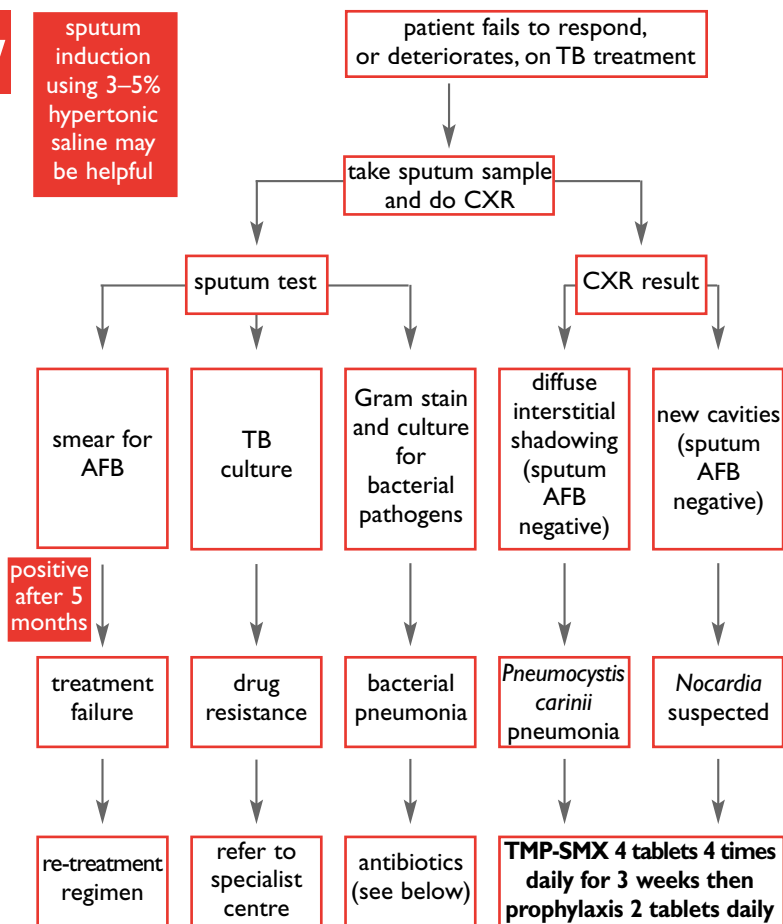 sputum
induction
using 3–5%
hypertonic
saline may
be helpful
patient fails to respond,
or deteriorates, on TB treatment
take sputum sample
and do CXR
sputum test
CXR result
smear for
AFB
TB
culture
Gram stain
and culture
for
bacterial
pathogens
diffuse
interstitial
shadowing
(sputum
AFB
negative)
new cavities
(sputum
AFB
negative)
positive
after 5
months
treatment
failure
drug
resistance
bacterial
pneumonia
Pneumocystis
carinii
pneumonia
Nocardia
suspected
re-treatment
regimen
refer to
specialist
centre
antibiotics
(see below)
TMP-SMX 4 tablets 4 times
daily for 3 weeks then
prophylaxis 2 tablets daily